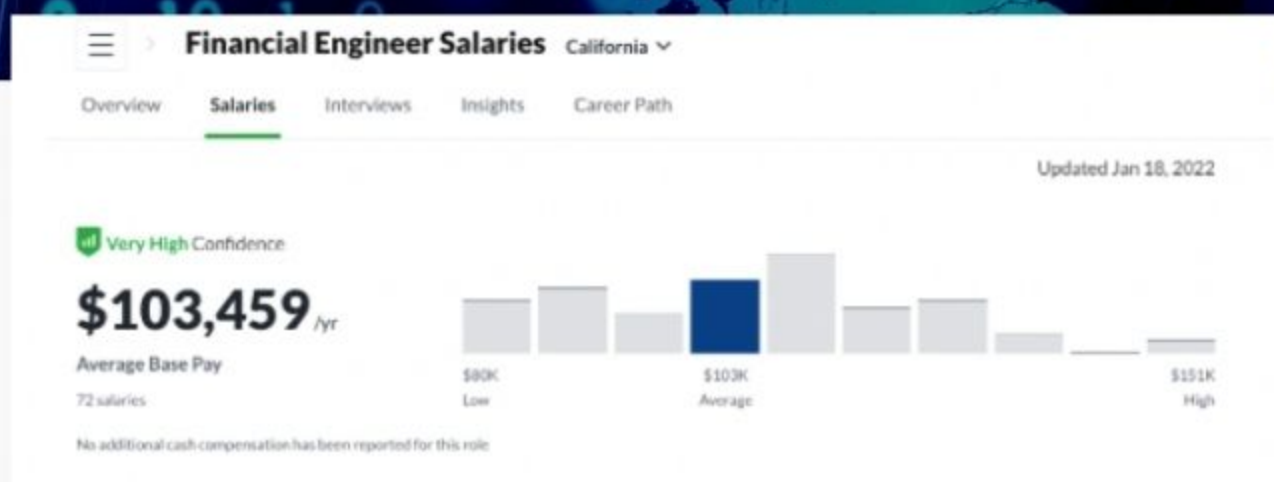 Financial Engineer Salaries California
Overview Salaries Interviews Insights Career Path
Updated Jan 18, 2022
Very High Confidence
$103,459 /yr
Average Base Pay
72 salaries
$80K $103K $151K
Low Average High
No additional cash compensation has been reported for this role